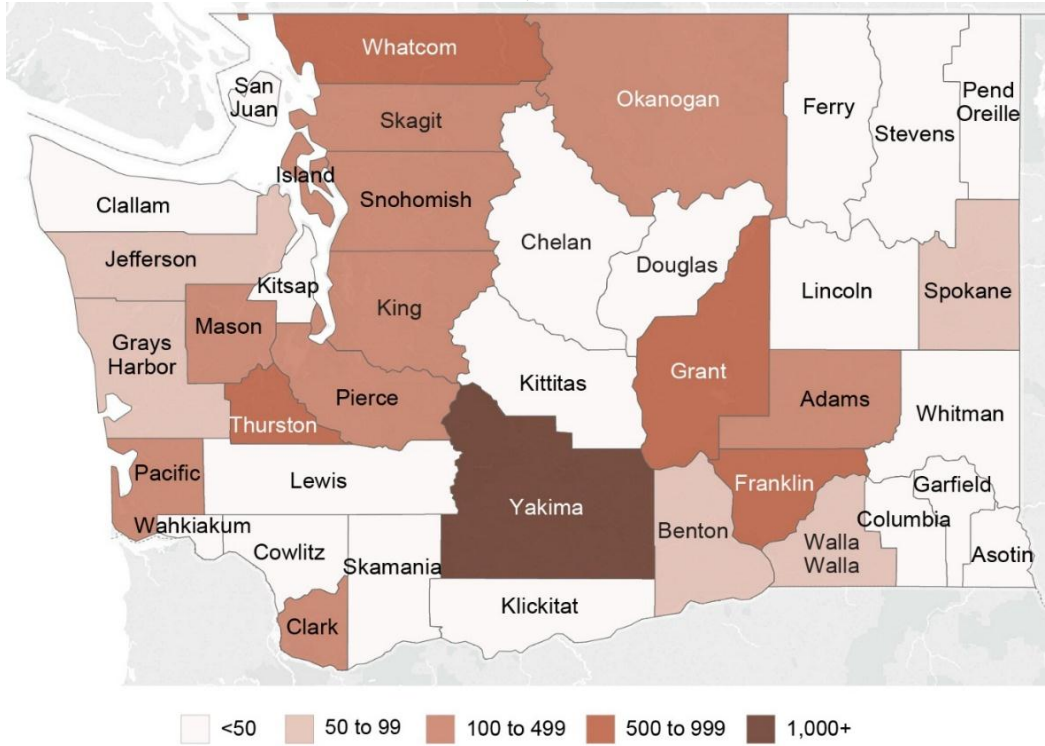 Whatcom
San
Juan
Okanogan
Ferry
Stevens
Pend
Oreille
Skagit
Island
Snohomish
Clallam
Chelan
Jefferson
Kitsap
Douglas
Lincoln
Spokane
King
Mason
Grays
Harbor
Grant
Kittitas
Pierce
Adams
Thurston
Whitman
Pacific
Lewis
Franklin
Garfield
Yakima
Columbia
Wahkiakum
Benton
Walla
Walla
Cowlitz
Skamania
Asotin
Klickitat
Clark
<50
50 to 99
100 to 499
500 to 999
1,000+